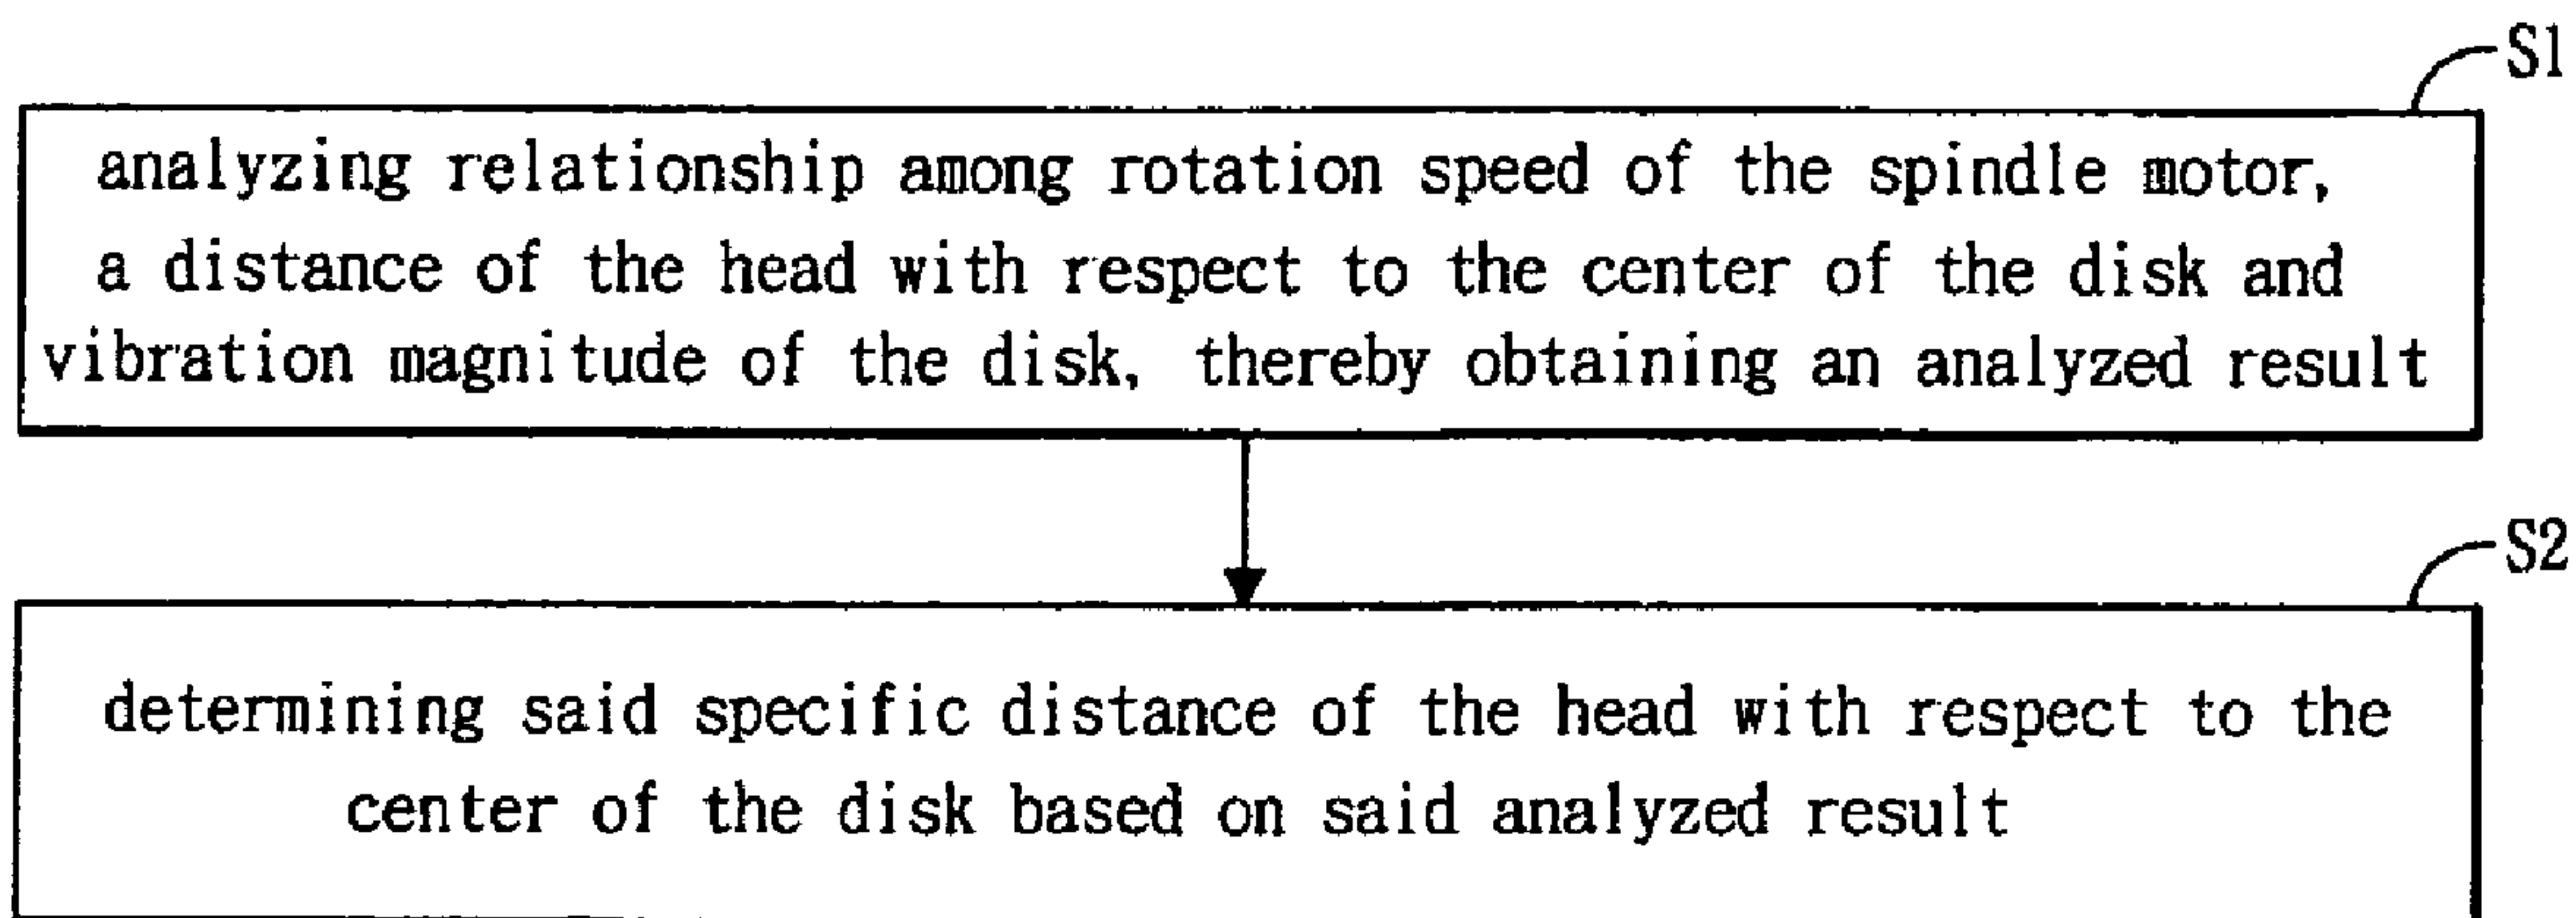 S1
analyzing relationship among rotation speed of the spindle motor,
a distance of the head with respect to the center of the disk and
vibration magnitude of the disk, thereby obtaining an analyzed result
S2
determining said specific distance of the head with respect to the
center of the disk based on said analyzed result